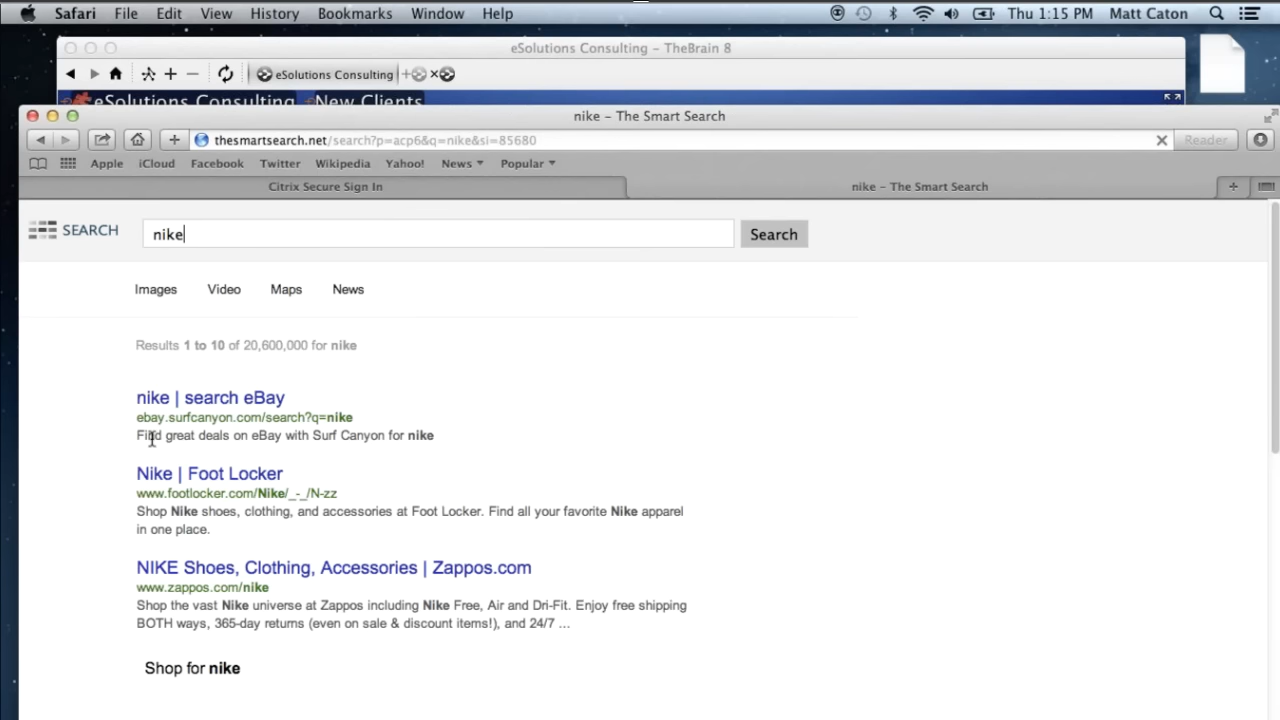 Safari File Edit View History Bookmarks Window Help Thu 1:15 PM Matt Caton
eSolutions Consulting – TheBrain 8
eSolutions Consulting
eSolutions Consulting New Clients
nike – The Smart Search
thesmartsearch.net/search?p=acp6&q=nike&si=85680 Reader
Apple iCloud Facebook Twitter Wikipedia Yahoo! News Popular
Citrix Secure Sign In nike – The Smart Search
SEARCH nike Search
Images Video Maps News
Results 1 to 10 of 20,600,000 for nike
nike | search eBay
ebay.surfcanyon.com/search?q=nike
Find great deals on eBay with Surf Canyon for nike
Nike | Foot Locker
www.footlocker.com/Nike/_-_/N-zz
Shop Nike shoes, clothing, and accessories at Foot Locker. Find all your favorite Nike apparel
in one place.
NIKE Shoes, Clothing, Accessories | Zappos.com
www.zappos.com/nike
Shop the vast Nike universe at Zappos including Nike Free, Air and Dri-Fit. Enjoy free shipping
BOTH ways, 365-day returns (even on sale & discount items!), and 24/7 ...
Shop for nike